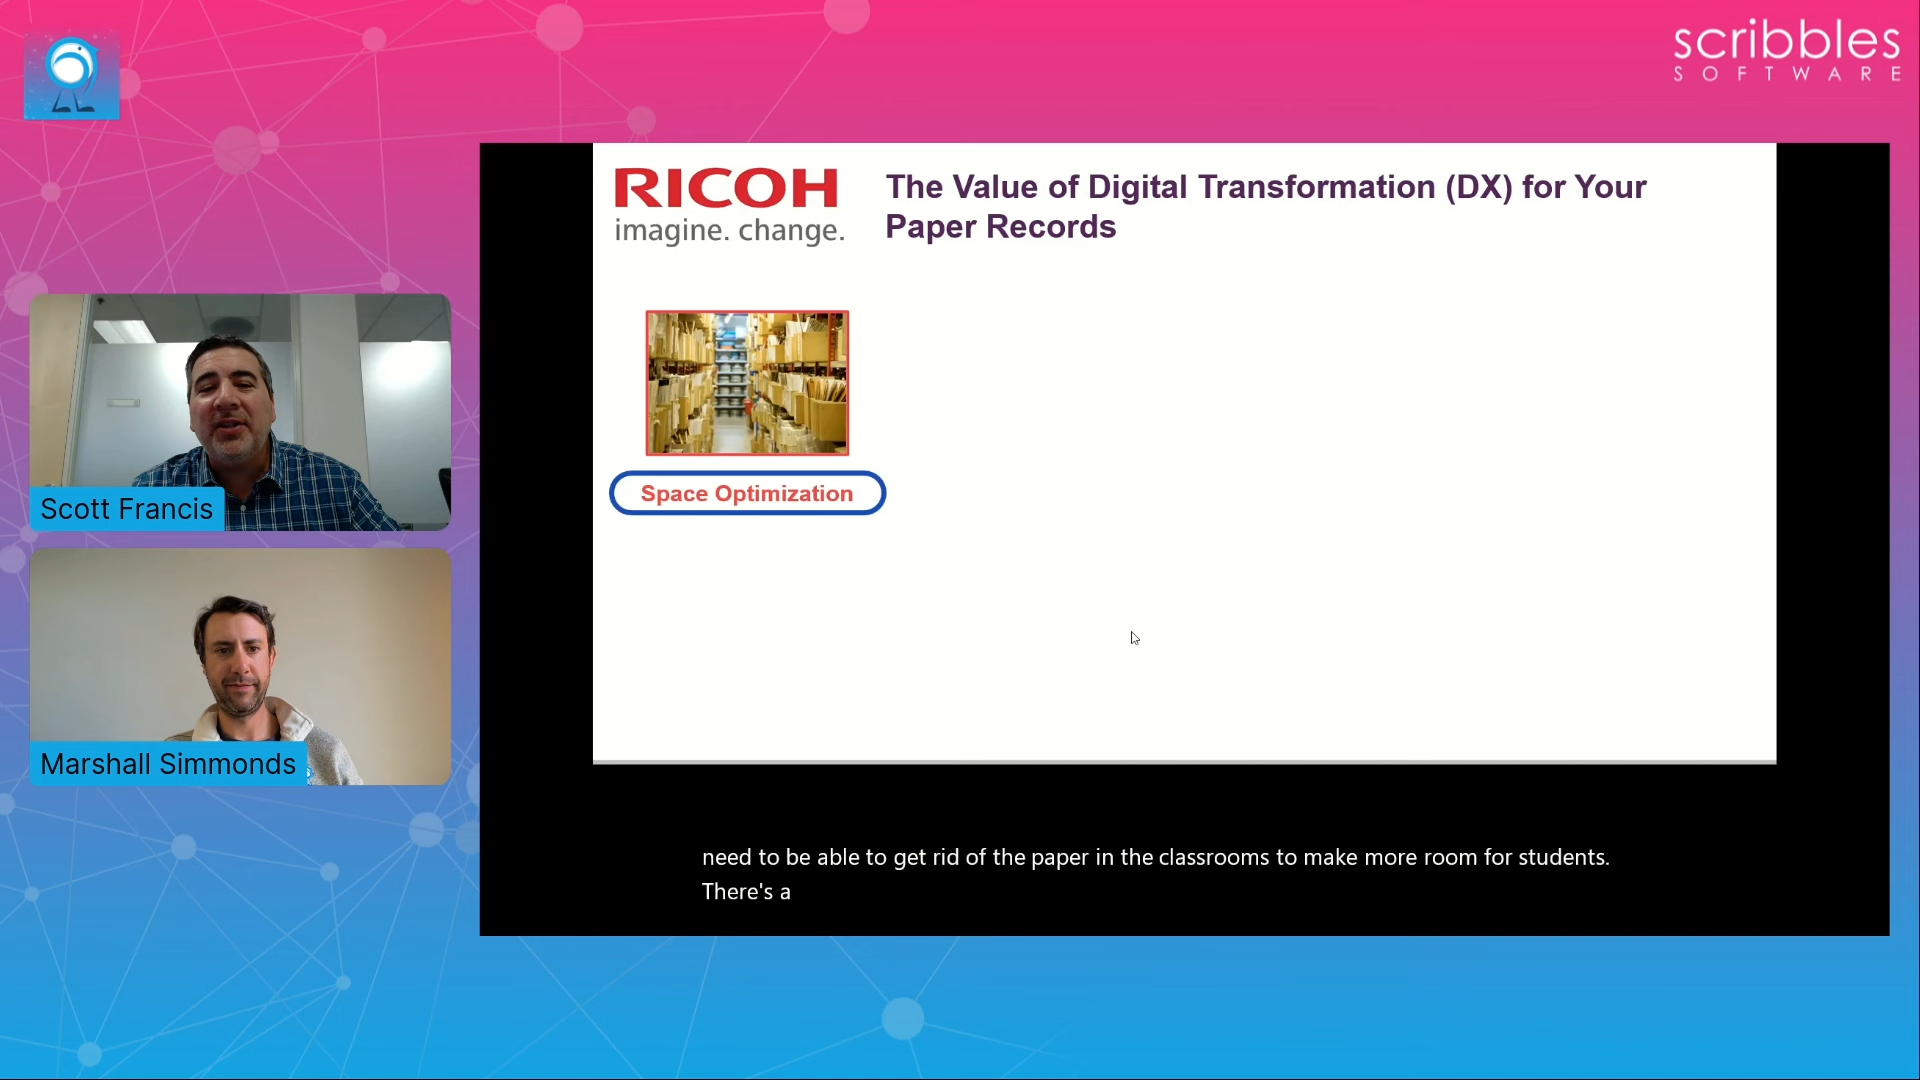 scribbles
SOFTWARE
RICOH
imagine. change.
The Value of Digital Transformation (DX) for Your
Paper Records
Space Optimization
Scott Francis
Marshall Simmonds
need to be able to get rid of the paper in the classrooms to make more room for students.
There's a